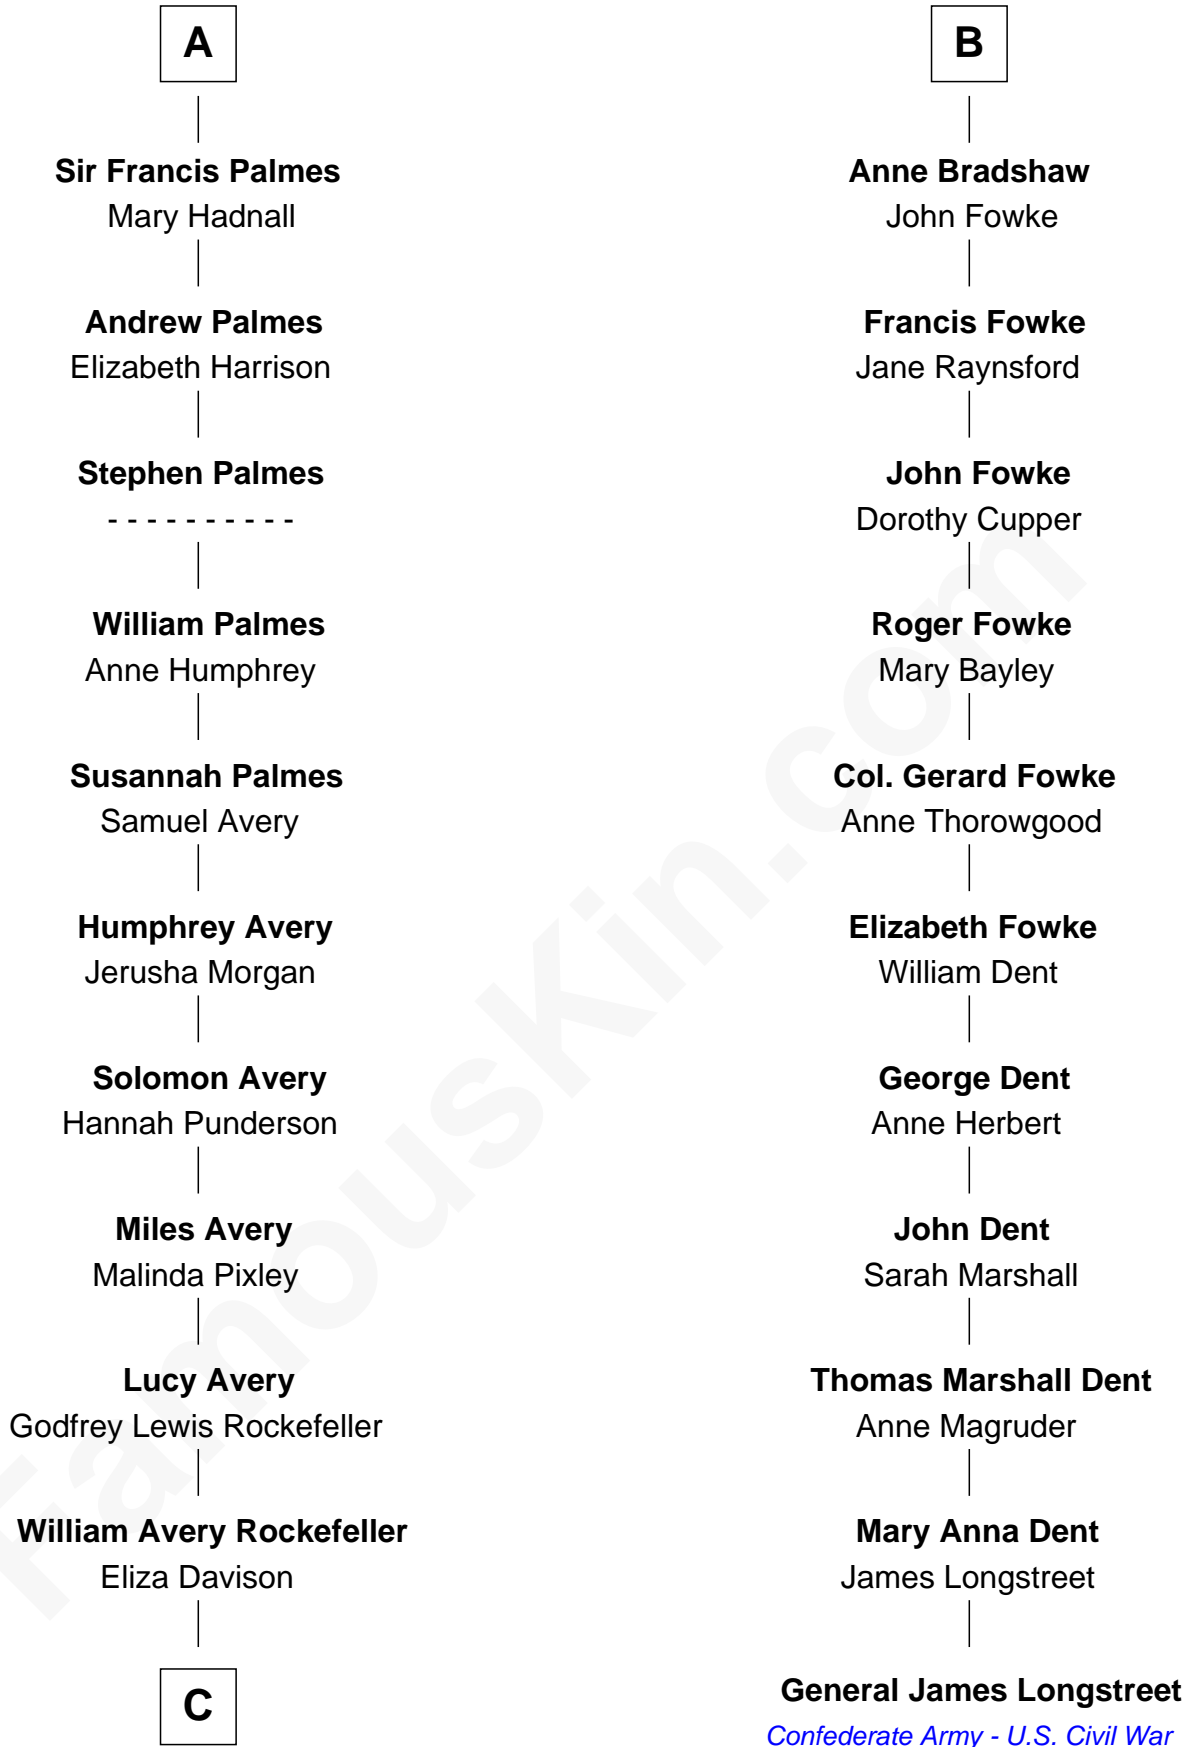 A
Sir Francis Palmes
Mary Hadnall
Andrew Palmes
Elizabeth Harrison
Stephen Palmes
- - - - - - - - - -
William Palmes
Anne Humphrey
Susannah Palmes
Samuel Avery
Humphrey Avery
Jerusha Morgan
Solomon Avery
Hannah Punderson
Miles Avery
Malinda Pixley
Lucy Avery
Godfrey Lewis Rockefeller
William Avery Rockefeller
Eliza Davison
C
B
Anne Bradshaw
John Fowke
Francis Fowke
Jane Raynsford
John Fowke
Dorothy Cupper
Roger Fowke
Mary Bayley
Col. Gerard Fowke
Anne Thorowgood
Elizabeth Fowke
William Dent
George Dent
Anne Herbert
John Dent
Sarah Marshall
Thomas Marshall Dent
Anne Magruder
Mary Anna Dent
James Longstreet
General James Longstreet
Confederate Army - U.S. Civil War
FamousKin.com